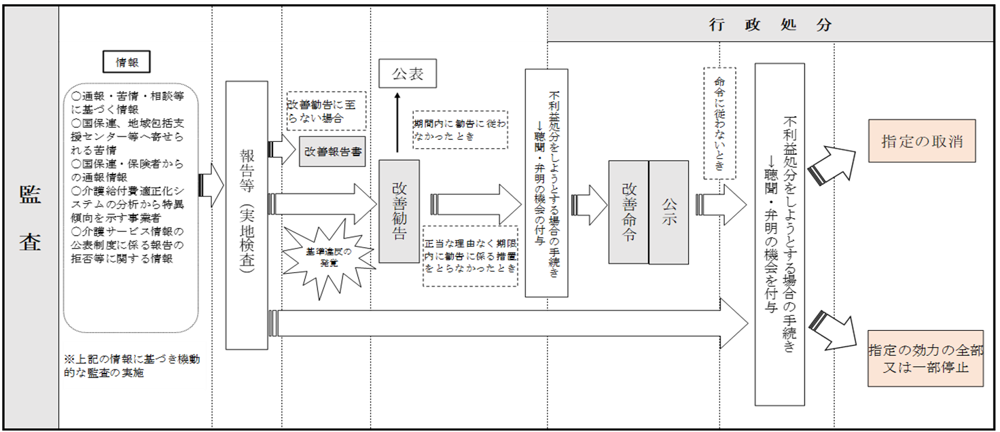 行政処分
監査
情報
○通報・苦情・相談等
に基づく情報
○国保連、地域包括支
援センター等へ寄せら
れる苦情
○国保連・保険者から
の通報情報
○介護給付費適正化シ
ステムの分析から特異
傾向を示す事業者
○介護サービス情報の
公表制度に係る報告の
拒否等に関する情報
※上記の情報に基づき機動
的な監査の実施
報告等（実地検査）
改善勧告に至
らない場合
改善報告書
基準違反の
発覚
公表
改善勧告
期間内に勧告に従わ
なかったとき
正当な理由なく期限
内に勧告に係る措置
をとらなかったとき
不利益処分をしようとする場合の手続き
→聴聞・弁明の機会の付与
改善命令
公示
命令に従わないとき
不利益処分をしようとする場合の手続き
→聴聞・弁明の機会を付与
指定の取消
指定の効力の全部
又は一部停止